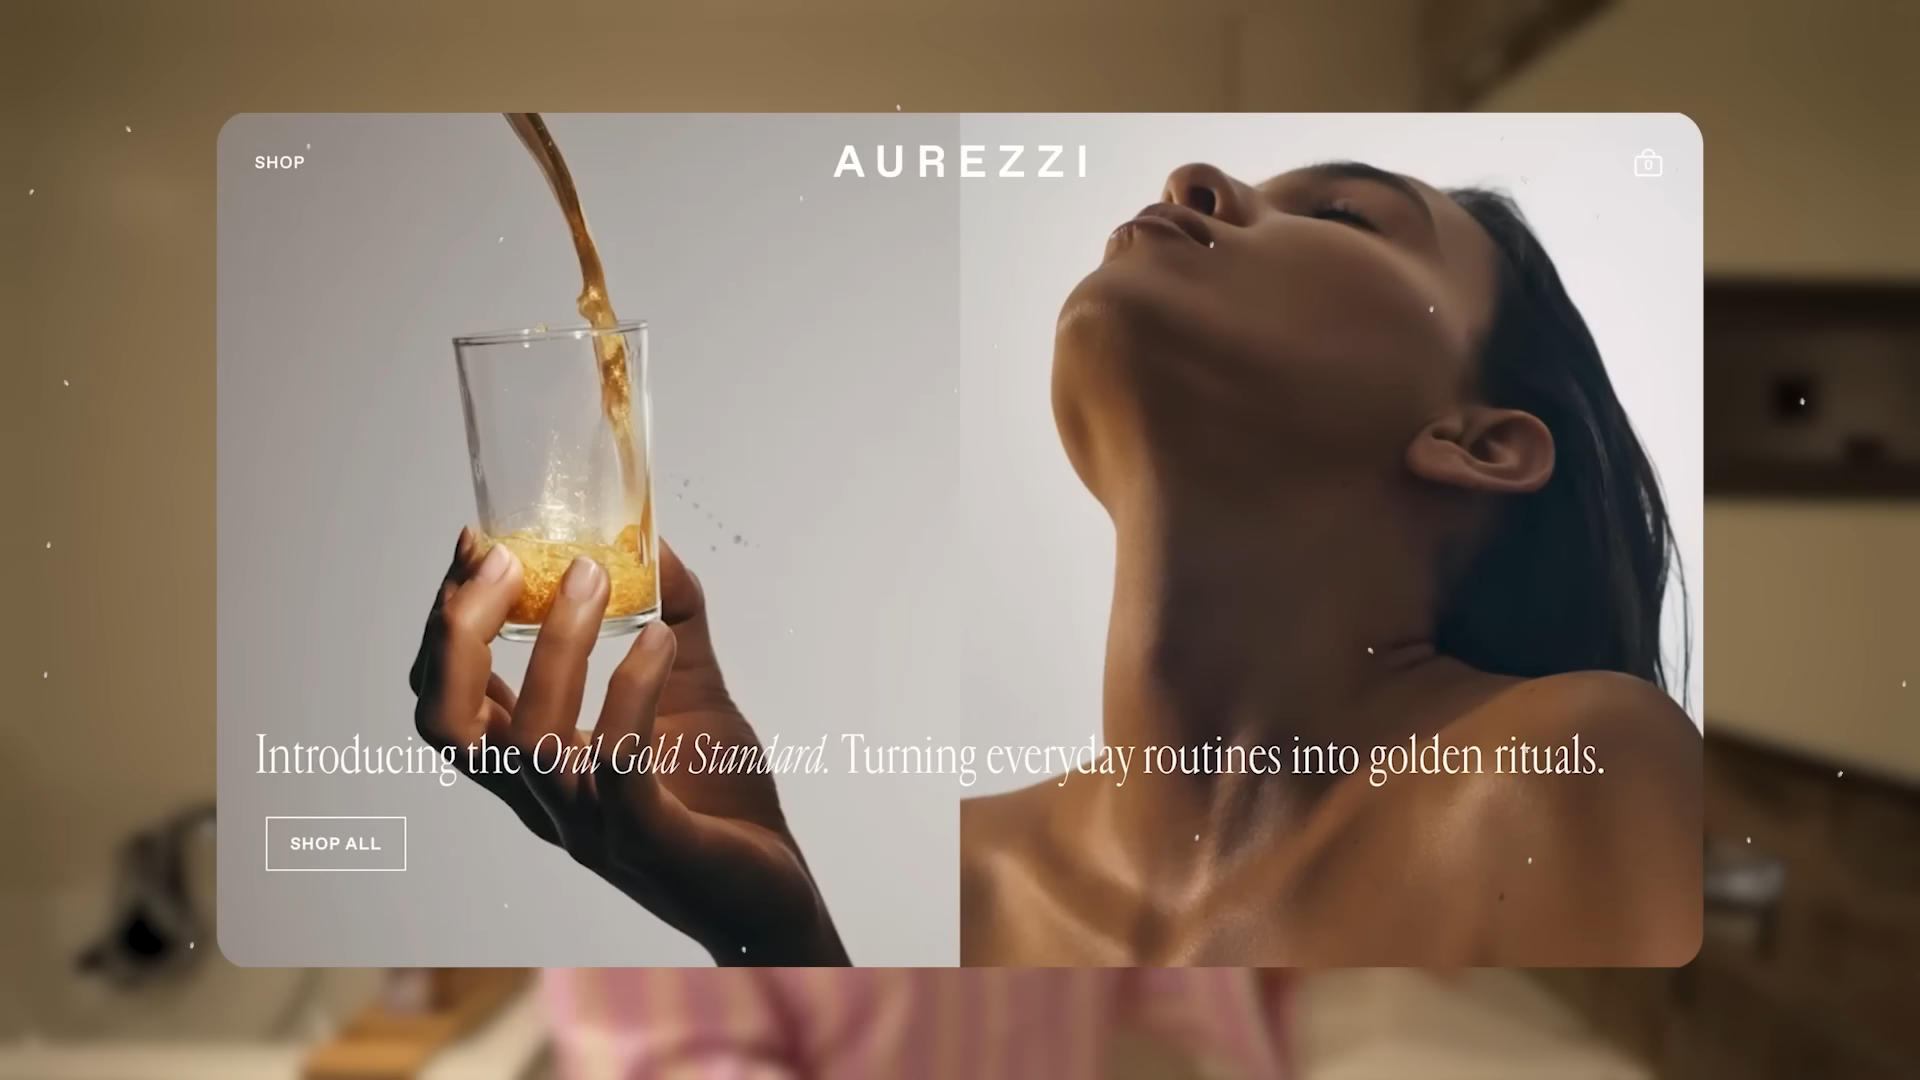 SHOP
AUREZZI
0
Introducing the Oral Gold Standard. Turning everyday routines into golden rituals.
SHOP ALL